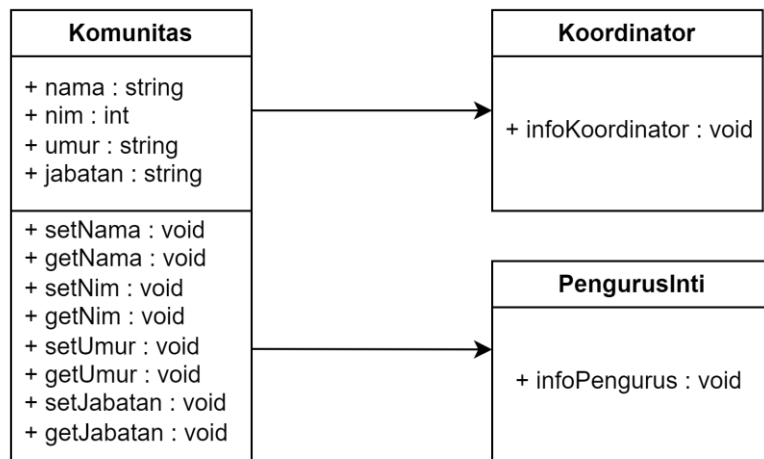 Komunitas
+ nama : string
+ nim : int
+ umur : string
+ jabatan : string
+ setNama : void
+ getNama : void
+ setNim : void
+ getNim : void
+ setUmur : void
+ getUmur : void
+ setJabatan : void
+ getJabatan : void
Koordinator
+ infoKoordinator : void
PengurusInti
+ infoPengurus : void